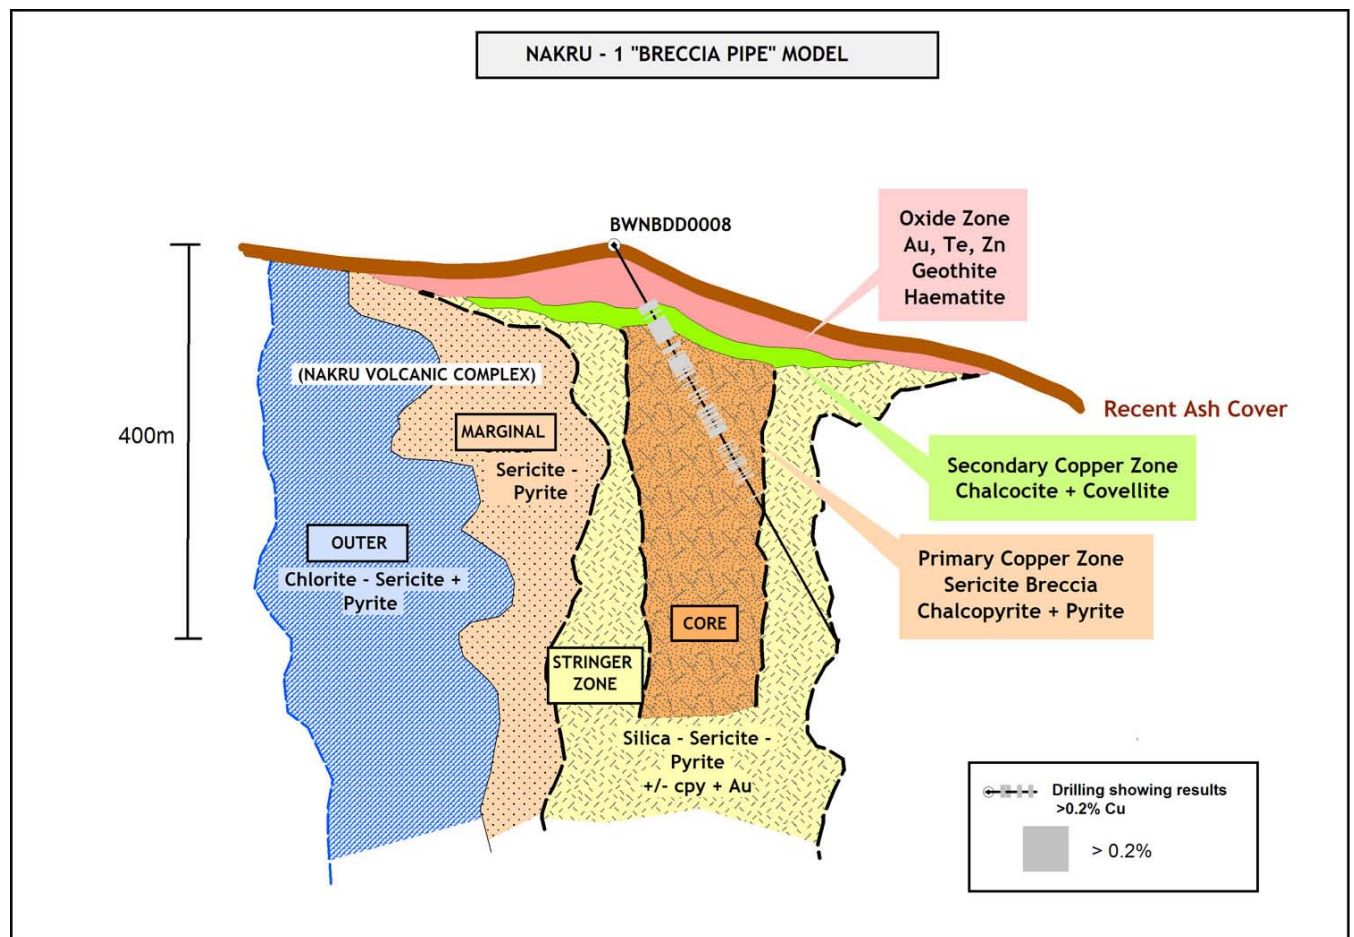 NAKRU - 1 "BRECCIA PIPE" MODEL
BWNBDD0008
Oxide Zone
Au, Te, Zn
Geothite
Haematite
(NAKRU VOLCANIC COMPLEX)
400m
MARGINAL
Sericite -
Pyrite
Recent Ash Cover
Secondary Copper Zone
Chalcocite + Covellite
OUTER
Chlorite - Sericite +
Pyrite
Primary Copper Zone
Sericite Breccia
Chalcopyrite + Pyrite
CORE
STRINGER
ZONE
Silica - Sericite -
Pyrite
+/- cpy + Au
Drilling showing results
>0.2% Cu
> 0.2%